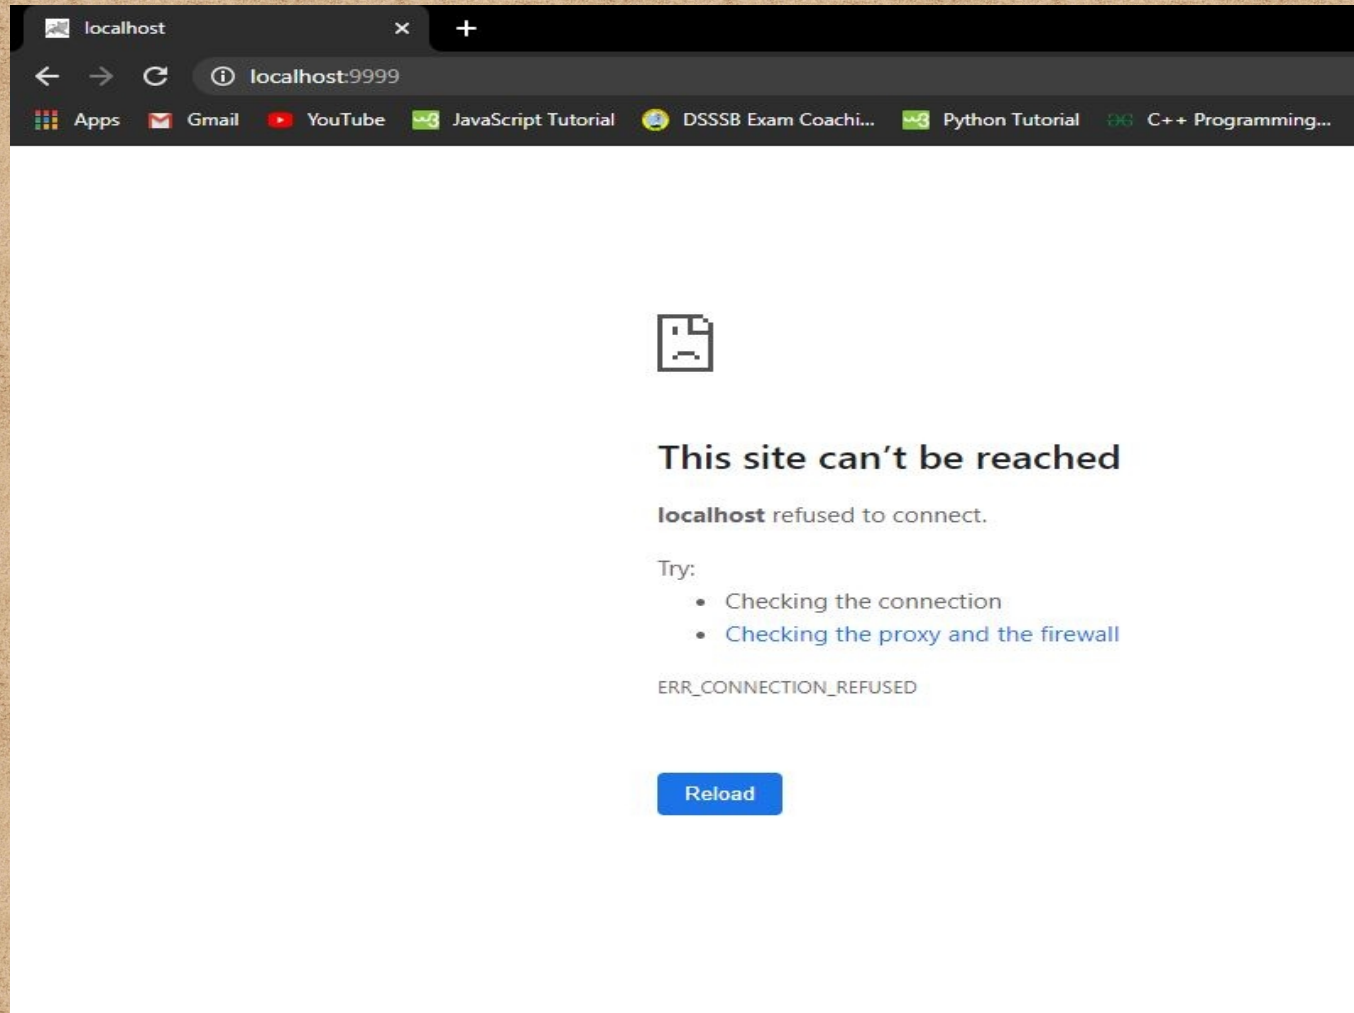 localhost
localhost:9999
Apps Gmail YouTube JavaScript Tutorial DSSSB Exam Coachi... Python Tutorial C++ Programming...
This site can't be reached
localhost refused to connect.
Try:
• Checking the connection
• Checking the proxy and the firewall
ERR_CONNECTION_REFUSED
Reload